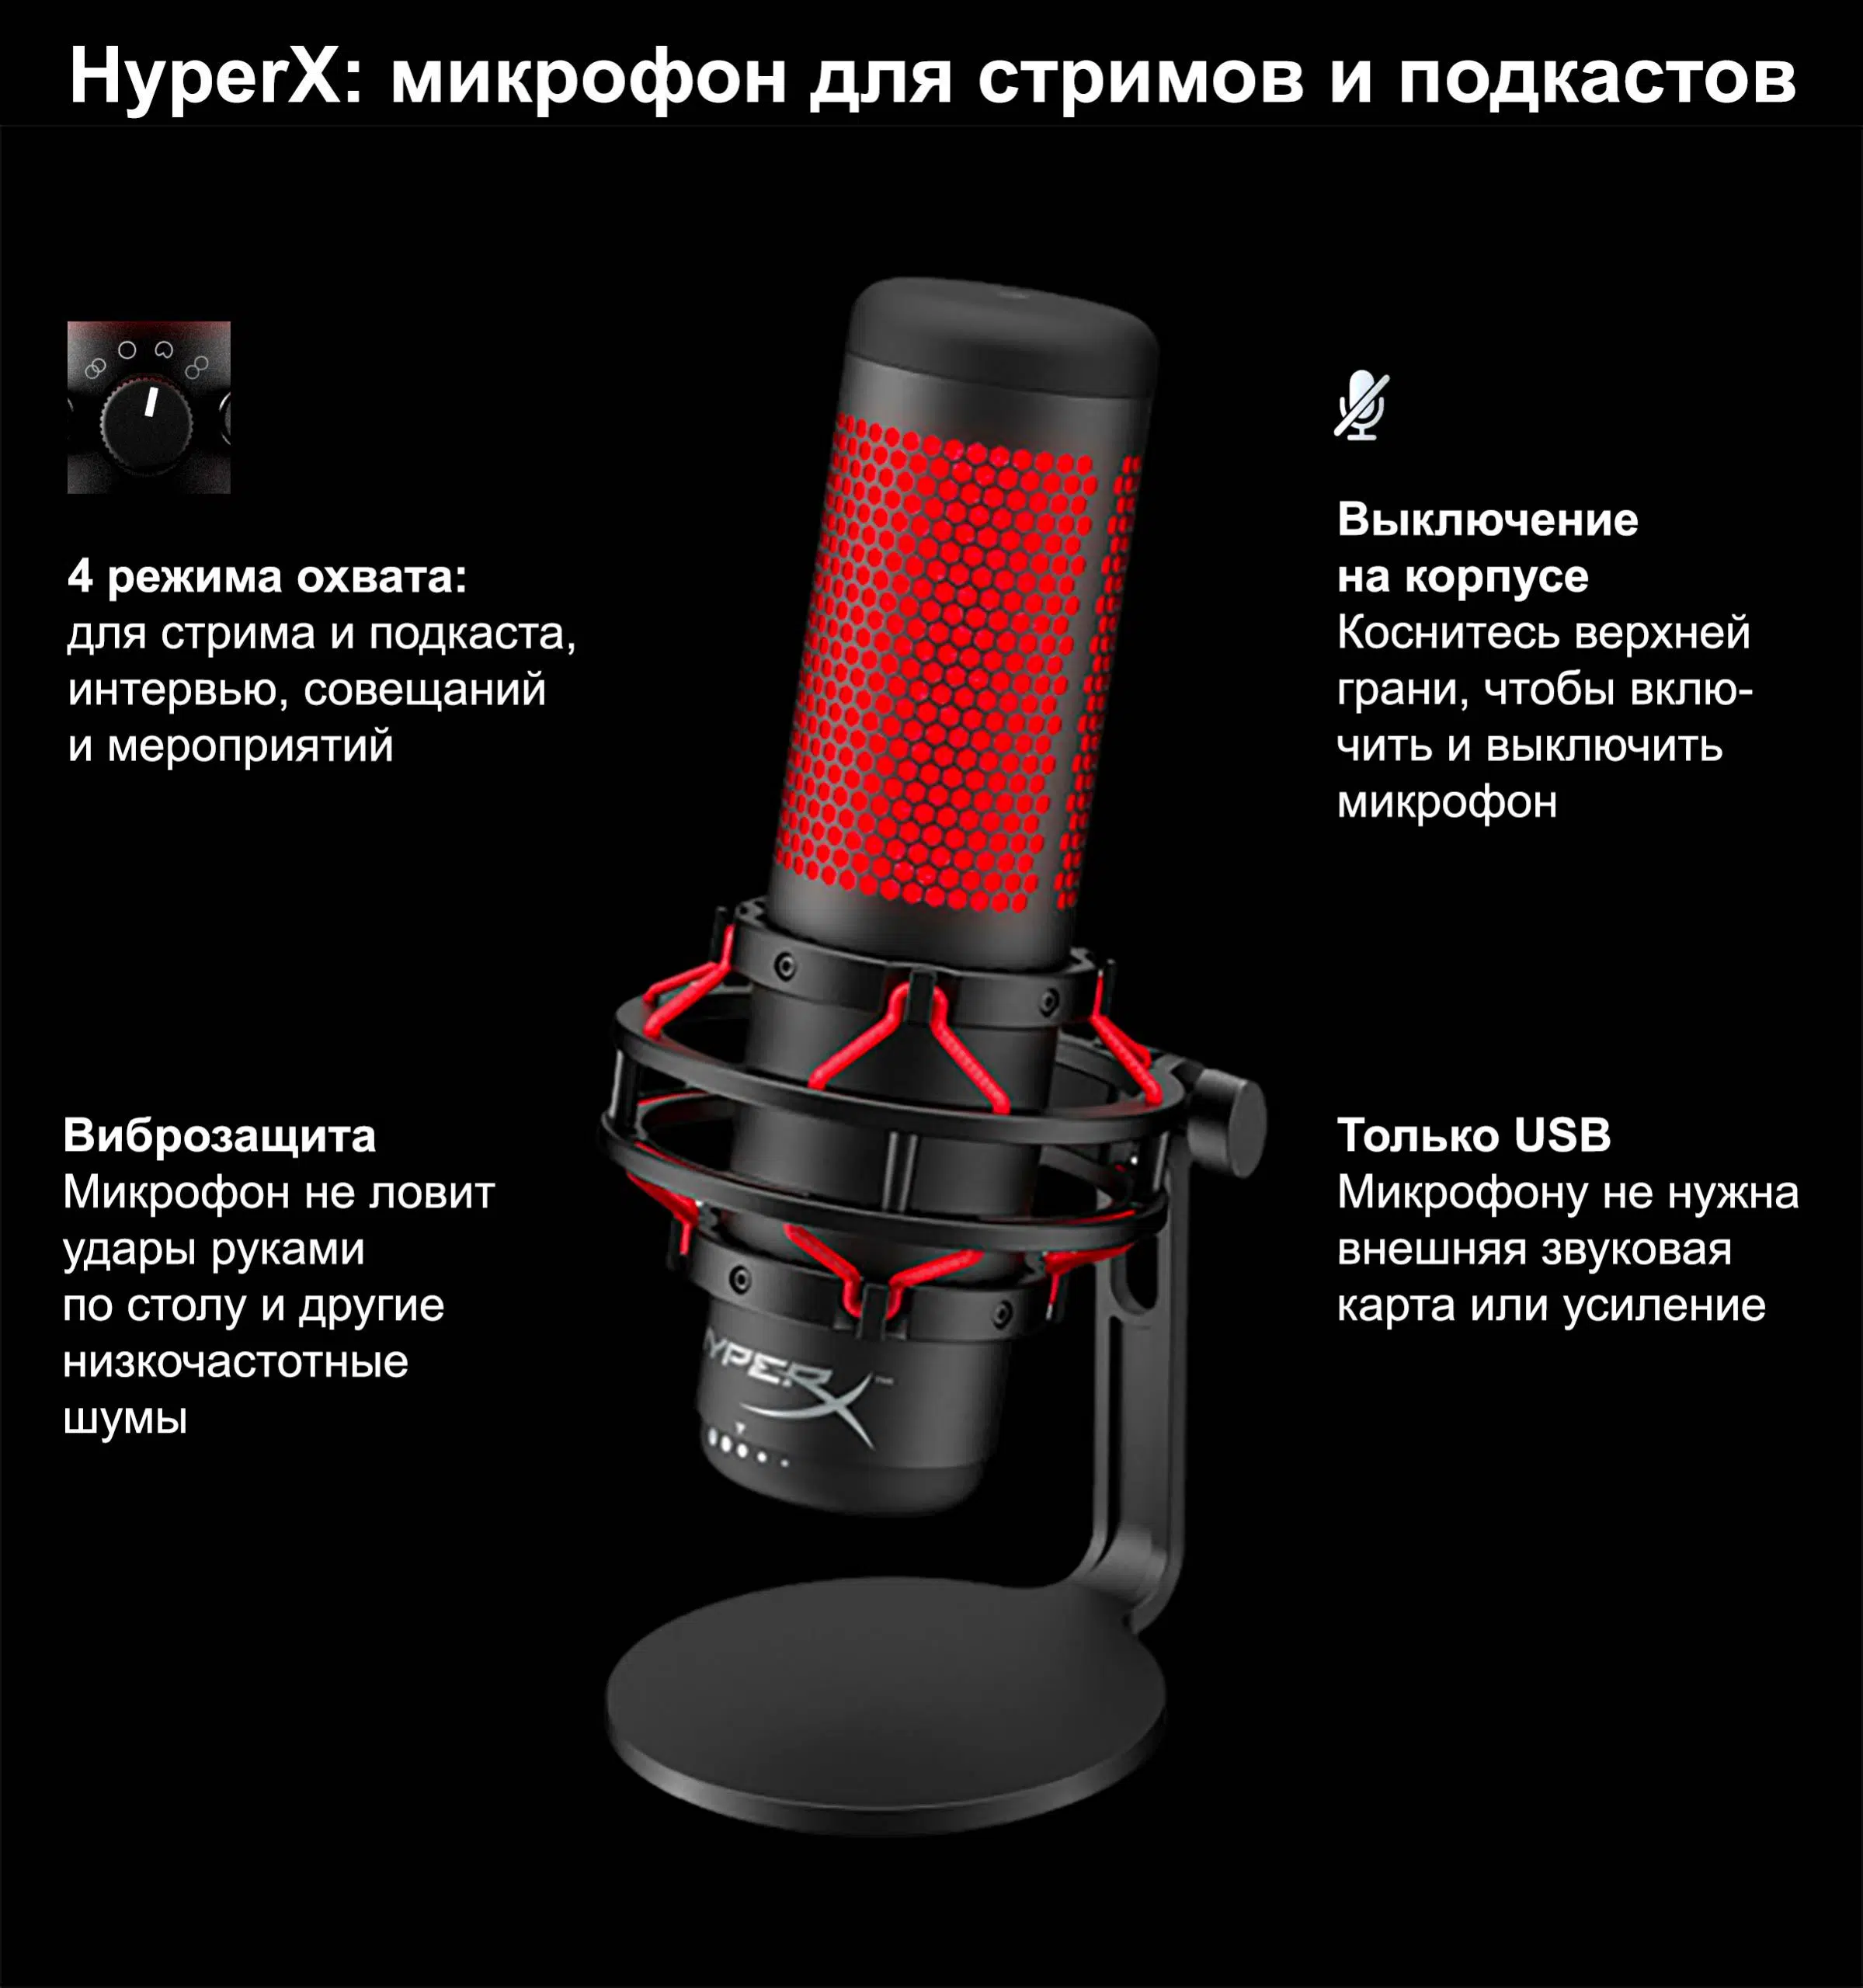 HyperX: микрофон для стримов и подкастов
4 режима охвата:
для стрима и подкаста,
интервью, совещаний
и мероприятий
Выключение
на корпусе
Коснитесь верхней
грани, чтобы вклю-
чить и выключить
микрофон
Виброзащита
Микрофон не ловит
удары руками
по столу и другие
низкочастотные
шумы
Только USB
Микрофону не нужна
внешняя звуковая
карта или усиление
HYPERX™